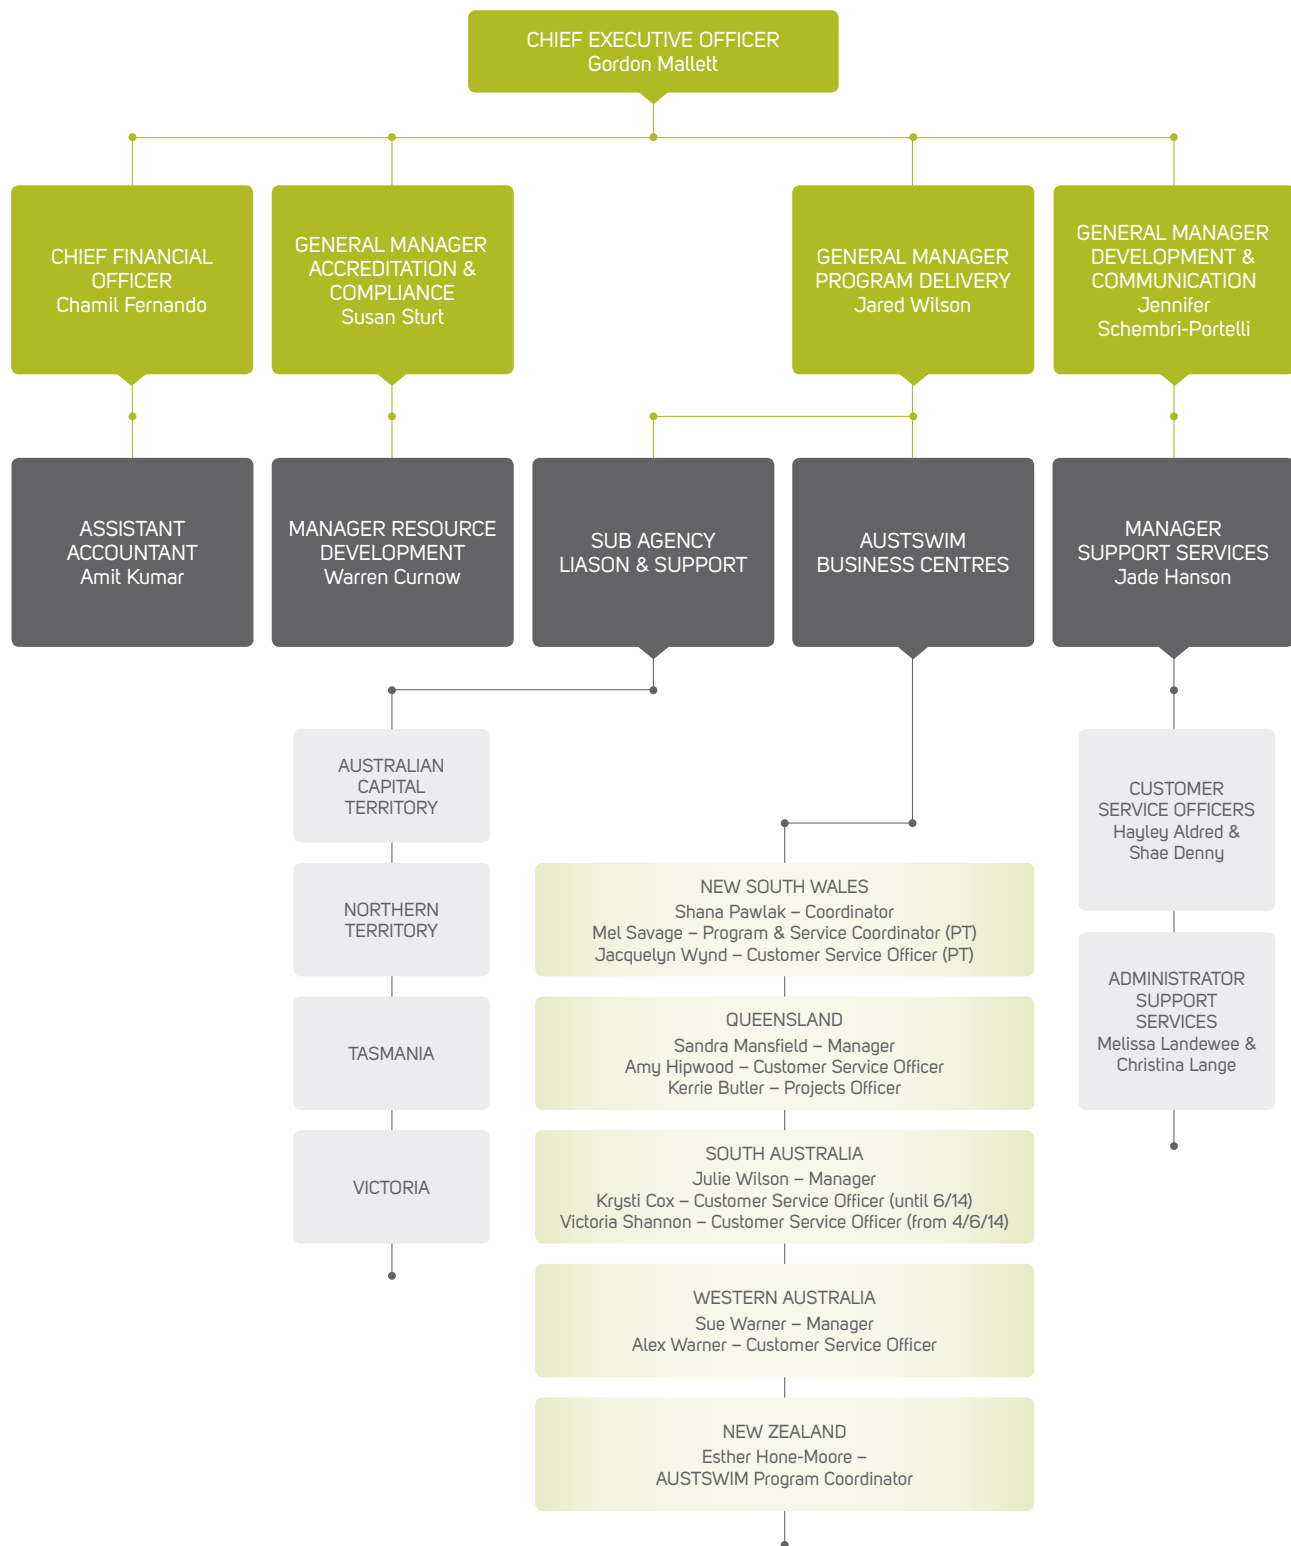 CHIEF EXECUTIVE OFFICER
Gordon Mallett
CHIEF FINANCIAL
OFFICER
Chamil Fernando
GENERAL MANAGER
ACCREDITATION &
COMPLIANCE
Susan Sturt
GENERAL MANAGER
PROGRAM DELIVERY
Jared Wilson
GENERAL MANAGER
DEVELOPMENT &
COMMUNICATION
Jennifer
Schembri-Portelli
ASSISTANT
ACCOUNTANT
Amit Kumar
MANAGER RESOURCE
DEVELOPMENT
Warren Curnow
SUB AGENCY
LIASON & SUPPORT
AUSTSWIM
BUSINESS CENTRES
MANAGER
SUPPORT SERVICES
Jade Hanson
AUSTRALIAN
CAPITAL
TERRITORY
NORTHERN
TERRITORY
TASMANIA
VICTORIA
NEW SOUTH WALES
Shana Pawlak – Coordinator
Mel Savage – Program & Service Coordinator (PT)
Jacquelyn Wynd – Customer Service Officer (PT)
QUEENSLAND
Sandra Mansfield – Manager
Amy Hipwood – Customer Service Officer
Kerrie Butler – Projects Officer
SOUTH AUSTRALIA
Julie Wilson – Manager
Krysti Cox – Customer Service Officer (until 6/14)
Victoria Shannon – Customer Service Officer (from 4/6/14)
WESTERN AUSTRALIA
Sue Warner – Manager
Alex Warner – Customer Service Officer
NEW ZEALAND
Esther Hone-Moore –
AUSTSWIM Program Coordinator
CUSTOMER
SERVICE OFFICERS
Hayley Aldred &
Shae Denny
ADMINISTRATOR
SUPPORT
SERVICES
Melissa Landewee &
Christina Lange